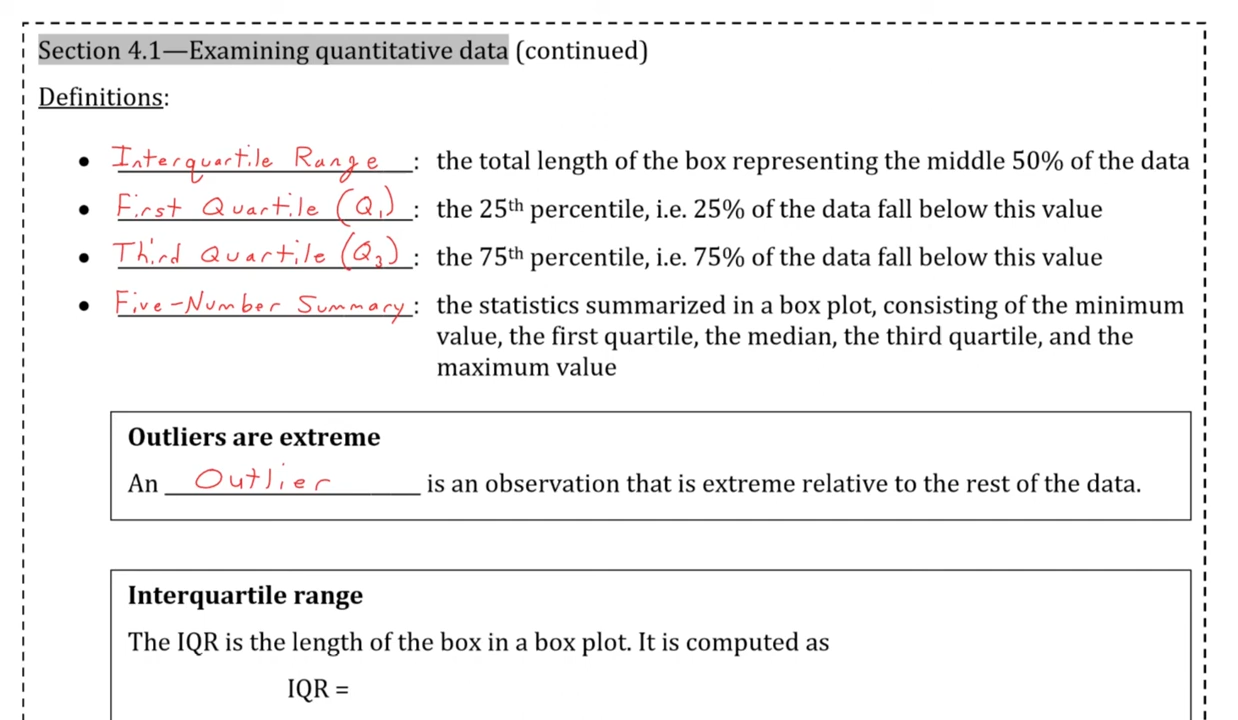 Section 4.1—Examining quantitative data (continued)
Definitions:
• Interquartile Range: the total length of the box representing the middle 50% of the data
• First Quartile (Q₁): the 25th percentile, i.e. 25% of the data fall below this value
• Third Quartile (Q₃): the 75th percentile, i.e. 75% of the data fall below this value
• Five-Number Summary: the statistics summarized in a box plot, consisting of the minimum
value, the first quartile, the median, the third quartile, and the
maximum value
Outliers are extreme
An Outlier is an observation that is extreme relative to the rest of the data.
Interquartile range
The IQR is the length of the box in a box plot. It is computed as
IQR =